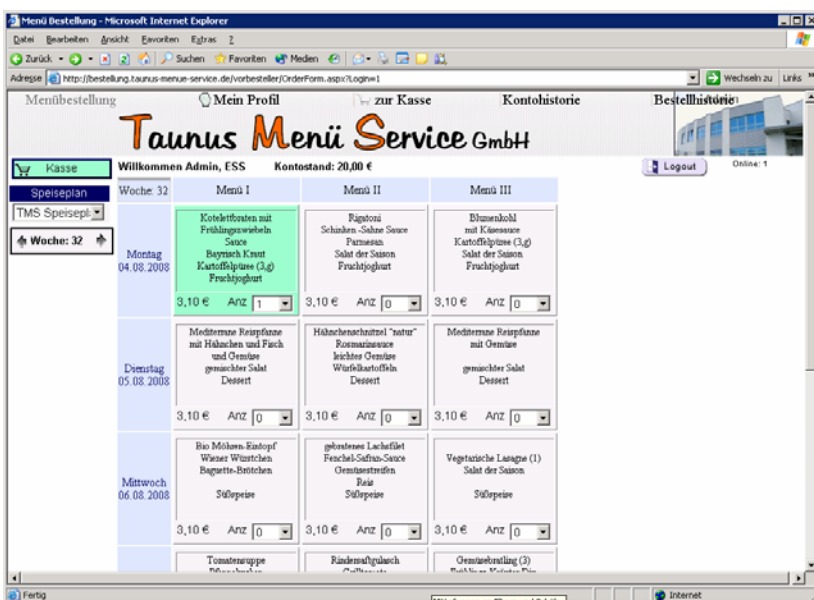 Menü Bestellung - Microsoft Internet Explorer
Datei Bearbeiten Ansicht Favoriten Extras ?
Zurück Suchen Favoriten Medien
Adresse http://bestellung.taunus-menue-service.de/vorbesteller/OrderForm.aspx?Login=1 Wechseln zu Links
Menübestellung Mein Profil zur Kasse Kontohistorie Bestellhistorie
Taunus Menü Service GmbH
Kasse Willkommen Admin, ESS Kontostand: 20,00 € Logout Online: 1
Speiseplan Woche: 32 Menü I Menü II Menü III
TMS Speisepl
Woche: 32
Montag
04.08.2008
Kotelettbraten mit
Frühlingszwiebeln
Sauce
Bayrisch Kraut
Kartoffelpüree (3,g)
Fruchtjoghurt
3,10 € Anz 1
Rigatoni
Schinken -Sahne Sauce
Parmesan
Salat der Saison
Fruchtjoghurt
3,10 € Anz 0
Blumenkohl
mit Käsesauce
Kartoffelpüree (3,g)
Salat der Saison
Fruchtjoghurt
3,10 € Anz 0
Dienstag
05.08.2008
Mediterrane Reispfanne
mit Hähnchen und Fisch
und Gemüse
gemischter Salat
Dessert
3,10 € Anz 0
Hähnchenschnitzel "natur"
Rosmarinsauce
leichtes Gemüse
Würfelkartoffeln
Dessert
3,10 € Anz 0
Mediterrane Reispfanne
mit Gemüse
gemischter Salat
Dessert
3,10 € Anz 0
Mittwoch
06.08.2008
Bio Möhren-Eintopf
Wiener Würstchen
Baguette-Brötchen
Süßspeise
3,10 € Anz 0
gebratenes Lachsfilet
Fenchel-Safran-Sauce
Gemüsestreifen
Reis
Süßspeise
3,10 € Anz 0
Vegetarische Lasagne (1)
Salat der Saison
Süßspeise
3,10 € Anz 0
Tomatensuppe
Rindersaftgulasch
Gemüsebratling (3)
Fertig Internet